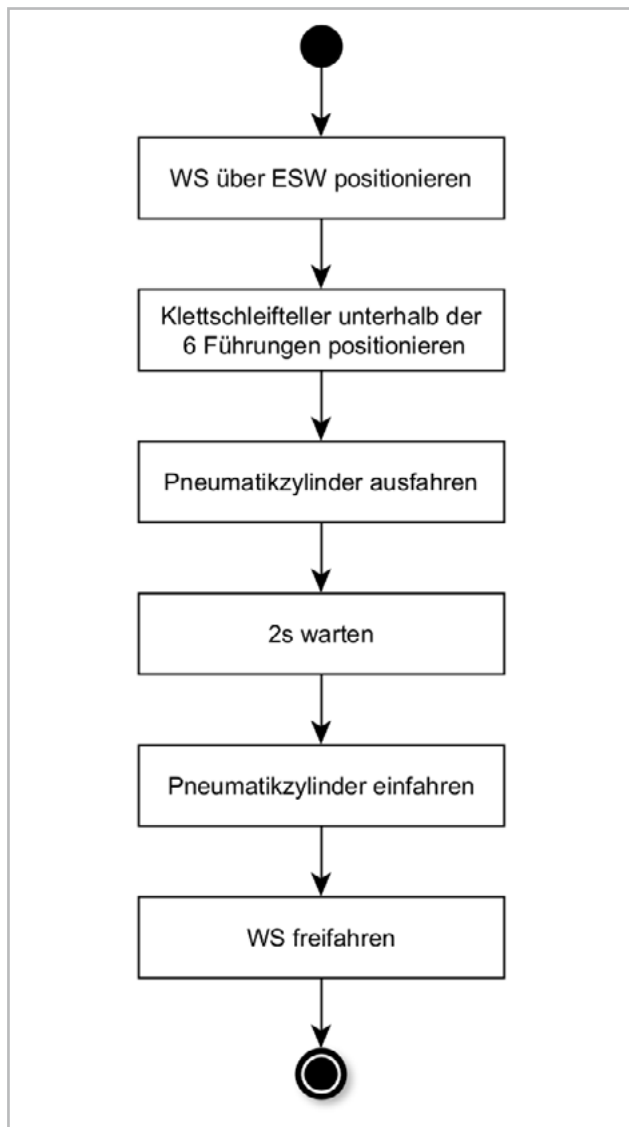 WS über ESW positionieren
Klettschleifteller unterhalb der
6 Führungen positionieren
Pneumatikzylinder ausfahren
2s warten
Pneumatikzylinder einfahren
WS freifahren